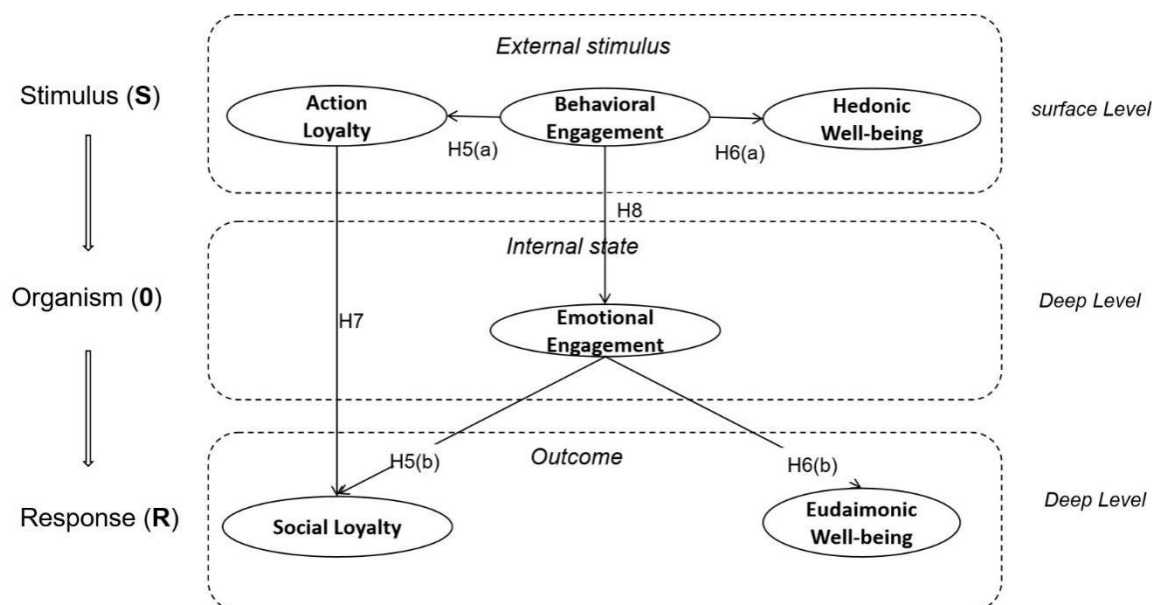 External stimulus
Stimulus (S)
Action
Loyalty
Behavioral
Engagement
Hedonic
Well-being
surface Level
H5(a)
H6(a)
H8
Internal state
Organism (0)
Deep Level
H7
Emotional
Engagement
H5(b)
Outcome
H6(b)
Response (R)
Social Loyalty
Eudaimonic
Well-being
Deep Level